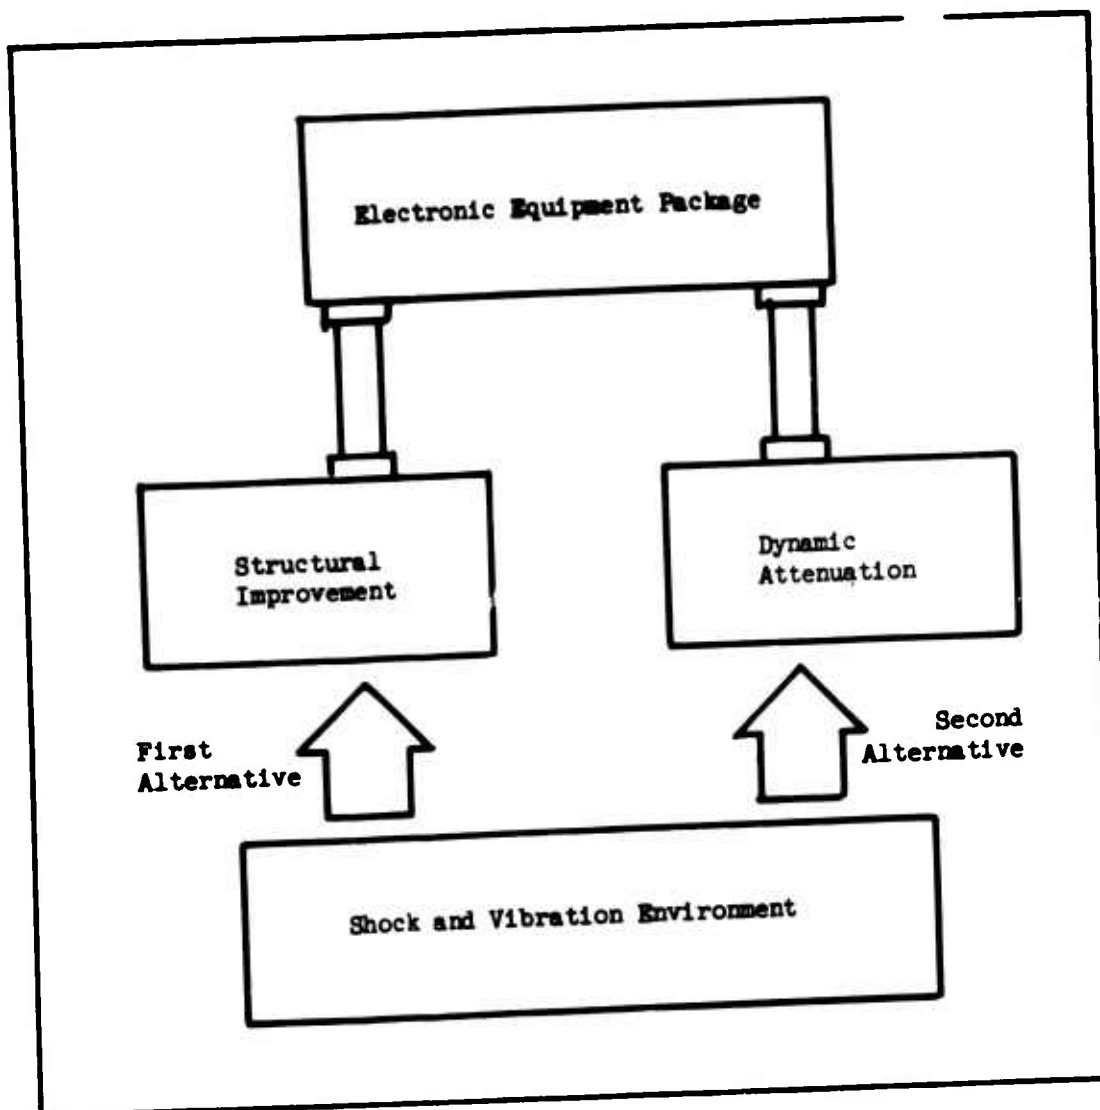 Electronic Equipment Package
Structural
Improvement
Dynamic
Attenuation
First
Alternative
Second
Alternative
Shock and Vibration Environment